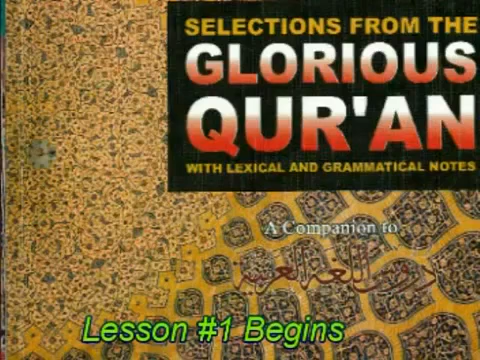 SELECTIONS FROM THE
GLORIOUS
QUR'AN
WITH LEXICAL AND GRAMMATICAL NOTES
A Companion to
دروس اللغة العربية
Lesson #1 Begins